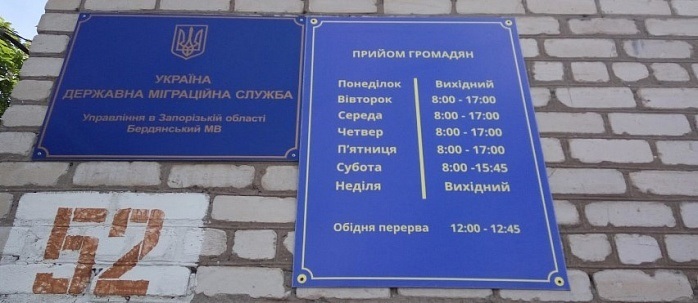 УКРАЇНА
ДЕРЖАВНА МІГРАЦІЙНА СЛУЖБА
Управління в Запорізькій області
Бердянський МВ
52
ПРИЙОМ ГРОМАДЯН
Понеділок Вихідний
Вівторок 8:00 - 17:00
Середа 8:00 - 17:00
Четвер 8:00 - 17:00
П'ятниця 8:00 - 17:00
Субота 8:00 -15:45
Неділя Вихідний
Обідня перерва 12:00 - 12:45